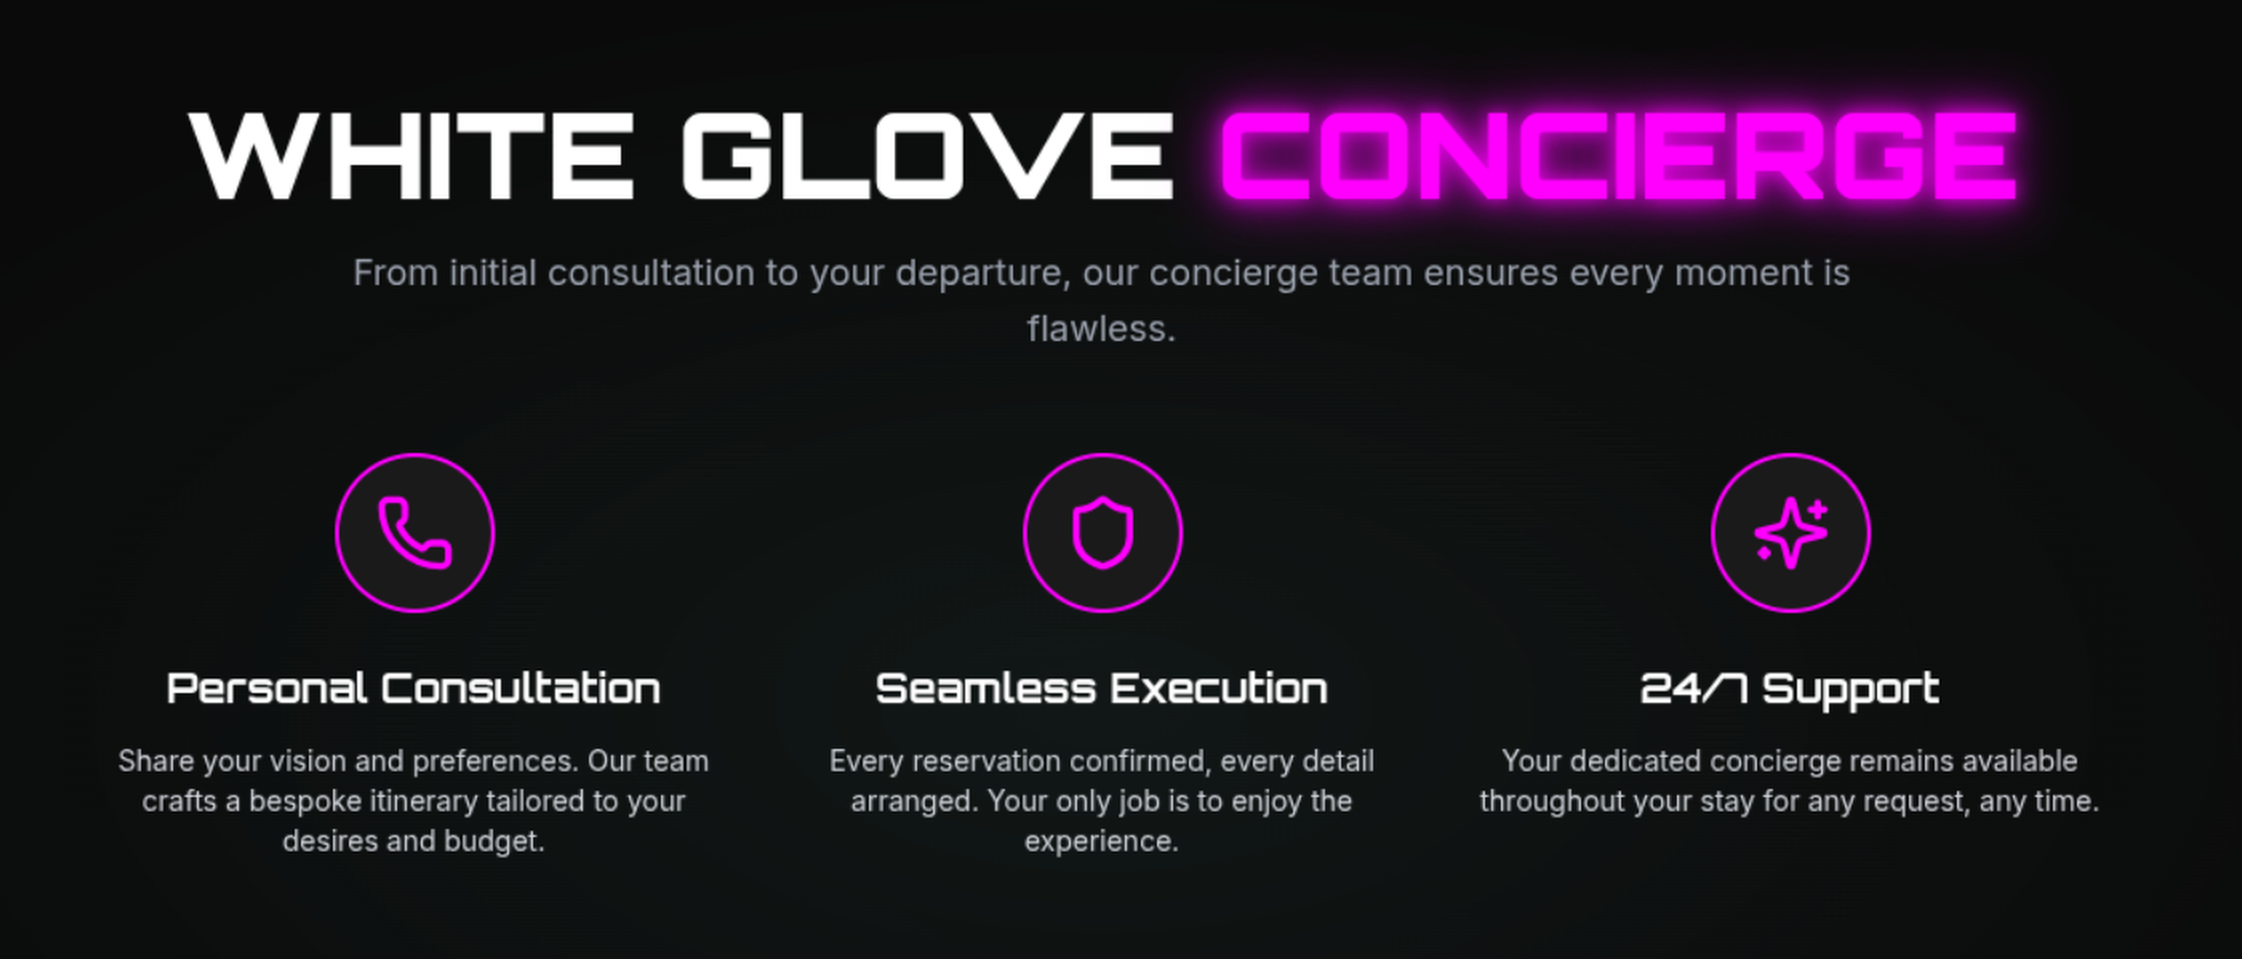 WHITE GLOVE CONCIERGE
From initial consultation to your departure, our concierge team ensures every moment is
flawless.
Personal Consultation
Share your vision and preferences. Our team
crafts a bespoke itinerary tailored to your
desires and budget.
Seamless Execution
Every reservation confirmed, every detail
arranged. Your only job is to enjoy the
experience.
24/7 Support
Your dedicated concierge remains available
throughout your stay for any request, any time.